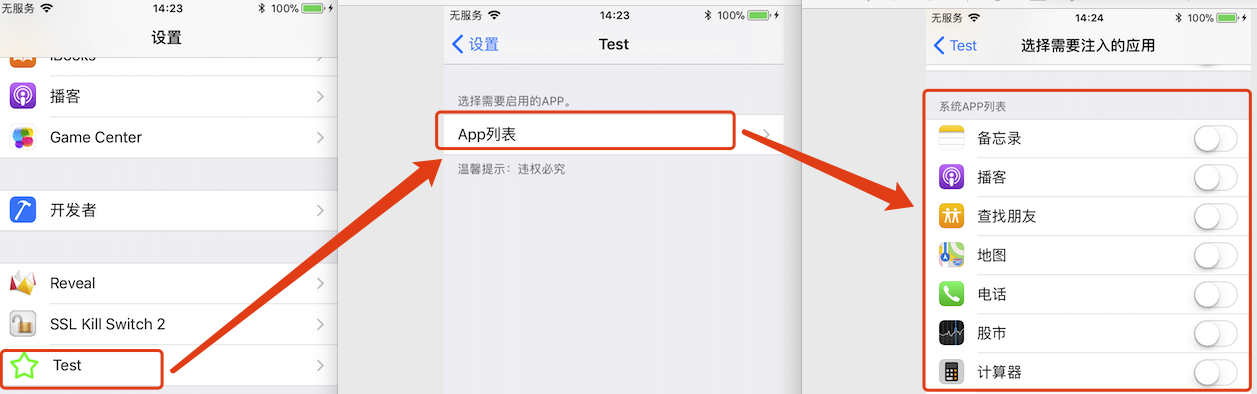 无服务 14:23 100%
设置
iBooks
播客
Game Center
开发者
Reveal
SSL Kill Switch 2
Test
无服务 14:23 100%
设置 Test
选择需要启用的APP。
App列表
温馨提示：违权必究
无服务 14:24 100%
Test 选择需要注入的应用
系统APP列表
备忘录
播客
查找朋友
地图
电话
股市
计算器